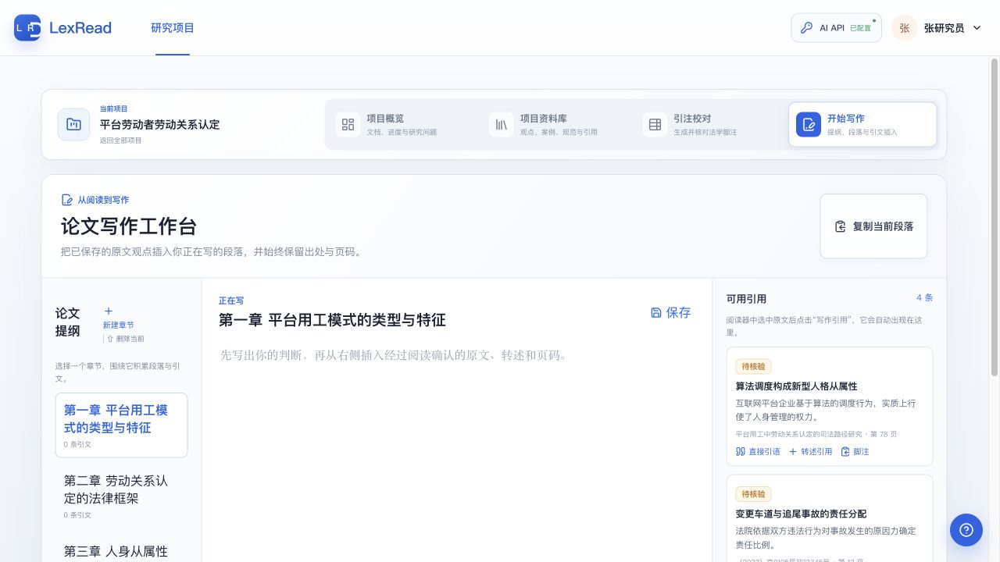 LR LexRead
研究项目
AI API 已配置
张
张研究员
当前项目
平台劳动者劳动关系认定
返回全部项目
项目概览
文档、进度与研究问题
项目资料库
观点、案例、规范与引用
引注校对
生成并核对法学脚注
开始写作
提纲、段落与引文插入
从阅读到写作
论文写作工作台
把已保存的原文观点插入你正在写的段落，并始终保留出处与页码。
复制当前段落
论文
提纲
新建章节
删除当前
选择一个章节，围绕它积累段落与引
文。
第一章 平台用工模
式的类型与特征
0 条引文
第二章 劳动关系认
定的法律框架
0 条引文
第三章 人身从属性
正在写
第一章 平台用工模式的类型与特征
保存
先写出你的判断，再从右侧插入经过阅读确认的原文、转述和页码。
可用引用
4 条
阅读器中选中原文后点击“写作引用”，它会自动出现在这
里。
待核验
算法调度构成新型人格从属性
互联网平台企业基于算法的调度行为，实质上行
使了人身管理的权力。
平台用工中劳动关系认定的司法路径研究 · 第 78 页
直接引语
转述引用
脚注
待核验
变更车道与追尾事故的责任分配
法院依据双方违法行为对事故发生的原因力确定
责任比例。
（2023）京0105民初12345号 · 第 12 页